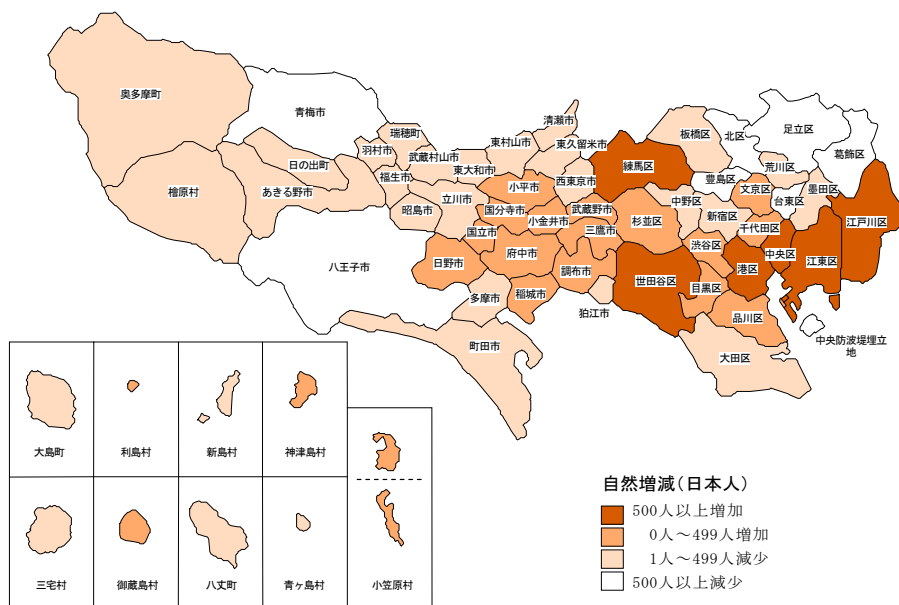 奥多摩町
青梅市
瑞穂町
羽村市
日の出町
檜原村
あきる野市
福生市
武蔵村山市
東大和市
東村山市
清瀬市
東久留米市
西東京市
小平市
昭島市
立川市
国分寺市
小金井市
武蔵野市
三鷹市
国立市
八王子市
日野市
府中市
調布市
多摩市
稲城市
狛江市
町田市
練馬区
板橋区
北区
足立区
葛飾区
荒川区
豊島区
文京区
台東区
墨田区
江戸川区
中野区
杉並区
新宿区
千代田区
渋谷区
中央区
港区
江東区
世田谷区
目黒区
品川区
大田区
中央防波堤埋立
地
大島町
利島村
新島村
神津島村
三宅村
御蔵島村
八丈町
青ヶ島村
小笠原村
自然増減(日本人)
500人以上増加
0人～499人増加
1人～499人減少
500人以上減少